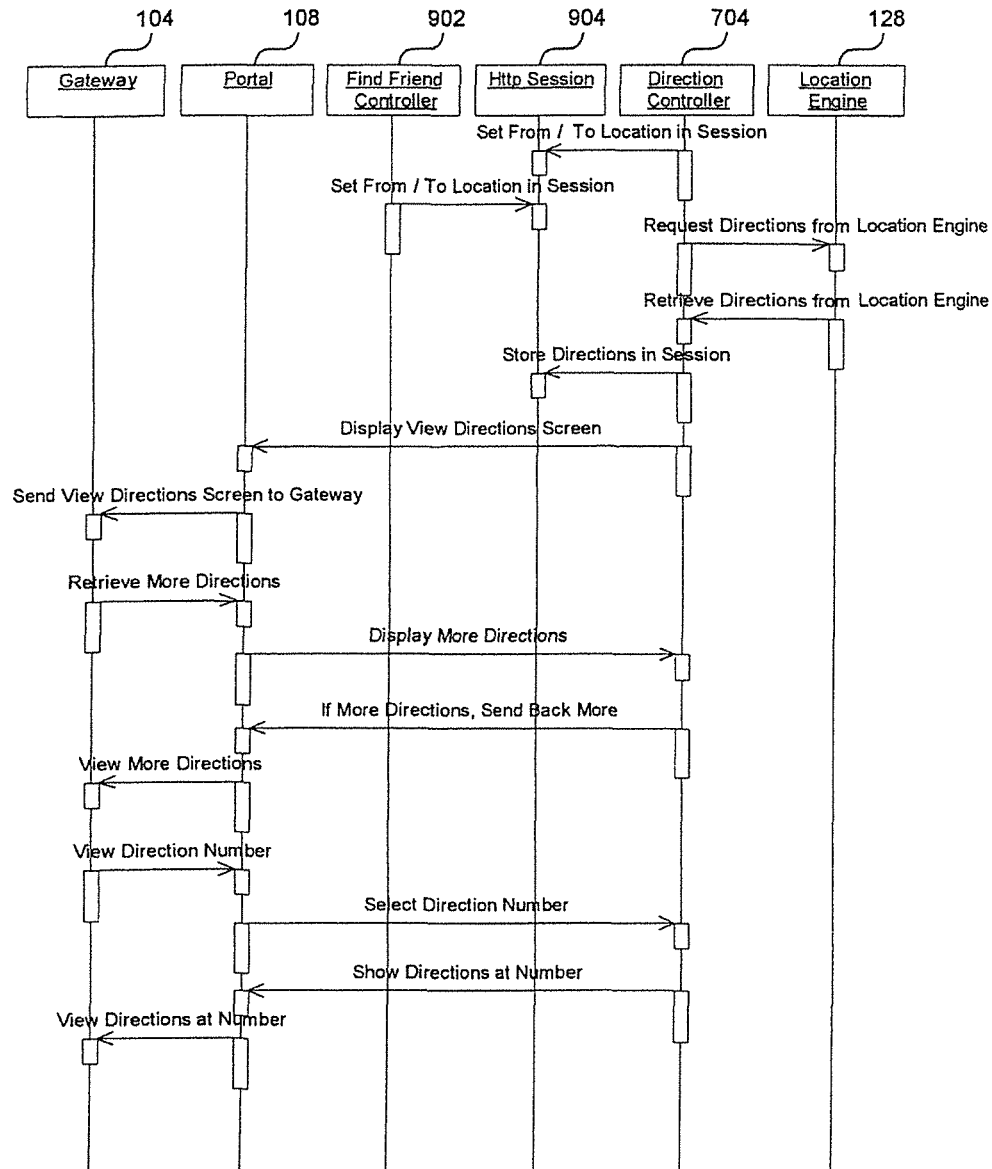 104 108 902 904 704 128
Gateway
Portal
Find Friend
Controller
Http Session
Direction
Controller
Location
Engine
Set From / To Location in Session
Set From / To Location in Session
Request Directions from Location Engine
Retrieve Directions from Location Engine
Store Directions in Session
Display View Directions Screen
Send View Directions Screen to Gateway
Retrieve More Directions
Display More Directions
If More Directions, Send Back More
View More Directions
View Direction Number
Select Direction Number
Show Directions at Number
View Directions at Number